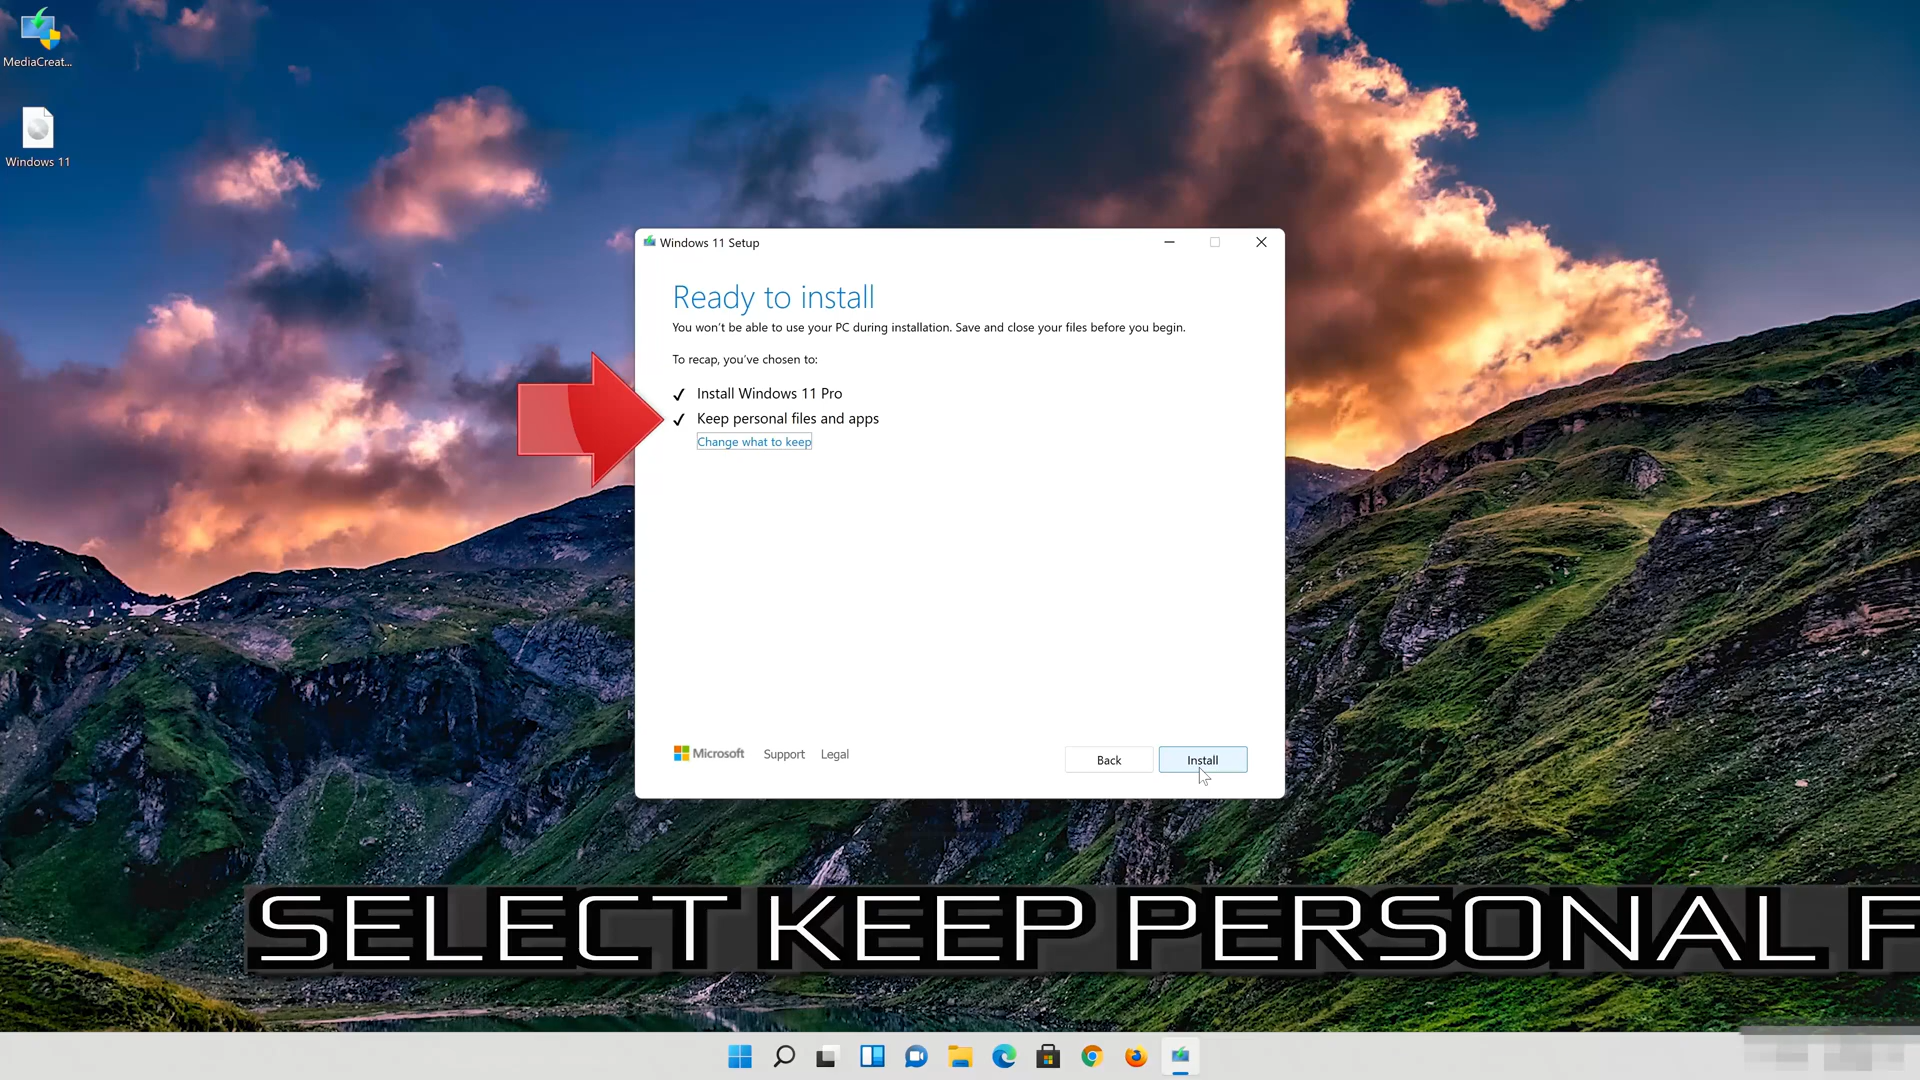 MediaCreat...
Windows 11
Windows 11 Setup
Ready to install
You won't be able to use your PC during installation. Save and close your files before you begin.
To recap, you've chosen to:
Install Windows 11 Pro
Keep personal files and apps
Change what to keep
Microsoft Support Legal
Back Install
SELECT KEEP PERSONAL F